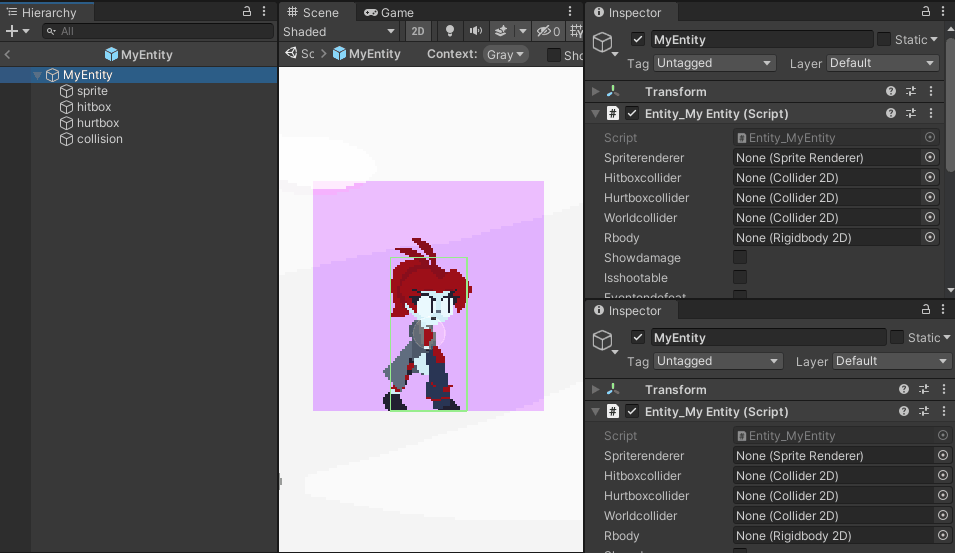 Hierarchy
All
MyEntity
MyEntity
sprite
hitbox
hurtbox
collision
Scene
Game
Shaded
2D
0
Sc
MyEntity
Context:
Gray
Sho
Inspector
MyEntity
Static
Tag Untagged Layer Default
Transform
# Entity_My Entity (Script)
Script # Entity_MyEntity
Spriterenderer None (Sprite Renderer)
Hitboxcollider None (Collider 2D)
Hurtboxcollider None (Collider 2D)
Worldcollider None (Collider 2D)
Rbody None (Rigidbody 2D)
Showdamage
Isshootable
Eventondefeat
Inspector
MyEntity
Static
Tag Untagged Layer Default
Transform
# Entity_My Entity (Script)
Script # Entity_MyEntity
Spriterenderer None (Sprite Renderer)
Hitboxcollider None (Collider 2D)
Hurtboxcollider None (Collider 2D)
Worldcollider None (Collider 2D)
Rbody None (Rigidbody 2D)